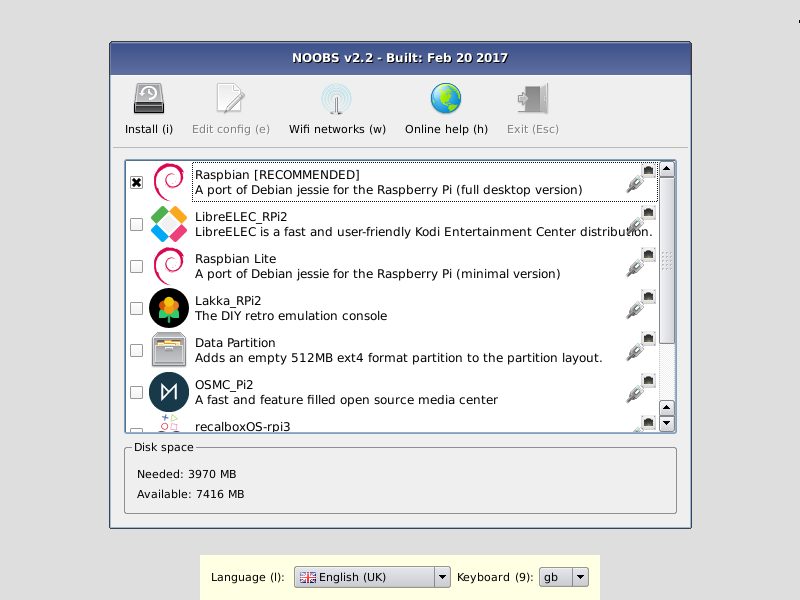 NOOBS v2.2 - Built: Feb 20 2017
Install (i)
Edit config (e)
Wifi networks (w)
Online help (h)
Exit (Esc)
Raspbian [RECOMMENDED]
A port of Debian jessie for the Raspberry Pi (full desktop version)
LibreELEC_RPi2
LibreELEC is a fast and user-friendly Kodi Entertainment Center distribution.
Raspbian Lite
A port of Debian jessie for the Raspberry Pi (minimal version)
Lakka_RPi2
The DIY retro emulation console
Data Partition
Adds an empty 512MB ext4 format partition to the partition layout.
OSMC_Pi2
A fast and feature filled open source media center
recalboxOS-rpi3
Disk space
Needed: 3970 MB
Available: 7416 MB
Language (l): English (UK) Keyboard (9): gb